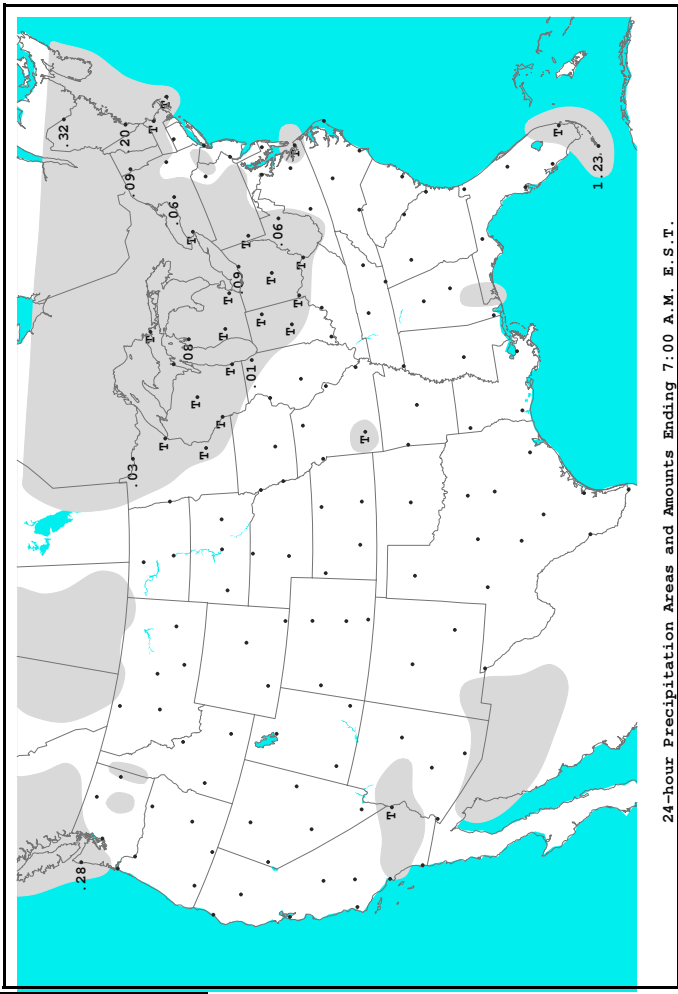 .32
.28
.20
.09
.03
T
T
T
T
.06
.08
T
T
T
T
T
T
T
.09
T
.01
T
T
.06
T
T
T
T
T
T
T
1.23
24-hour Precipitation Areas and Amounts Ending 7:00 A.M. E.S.T.